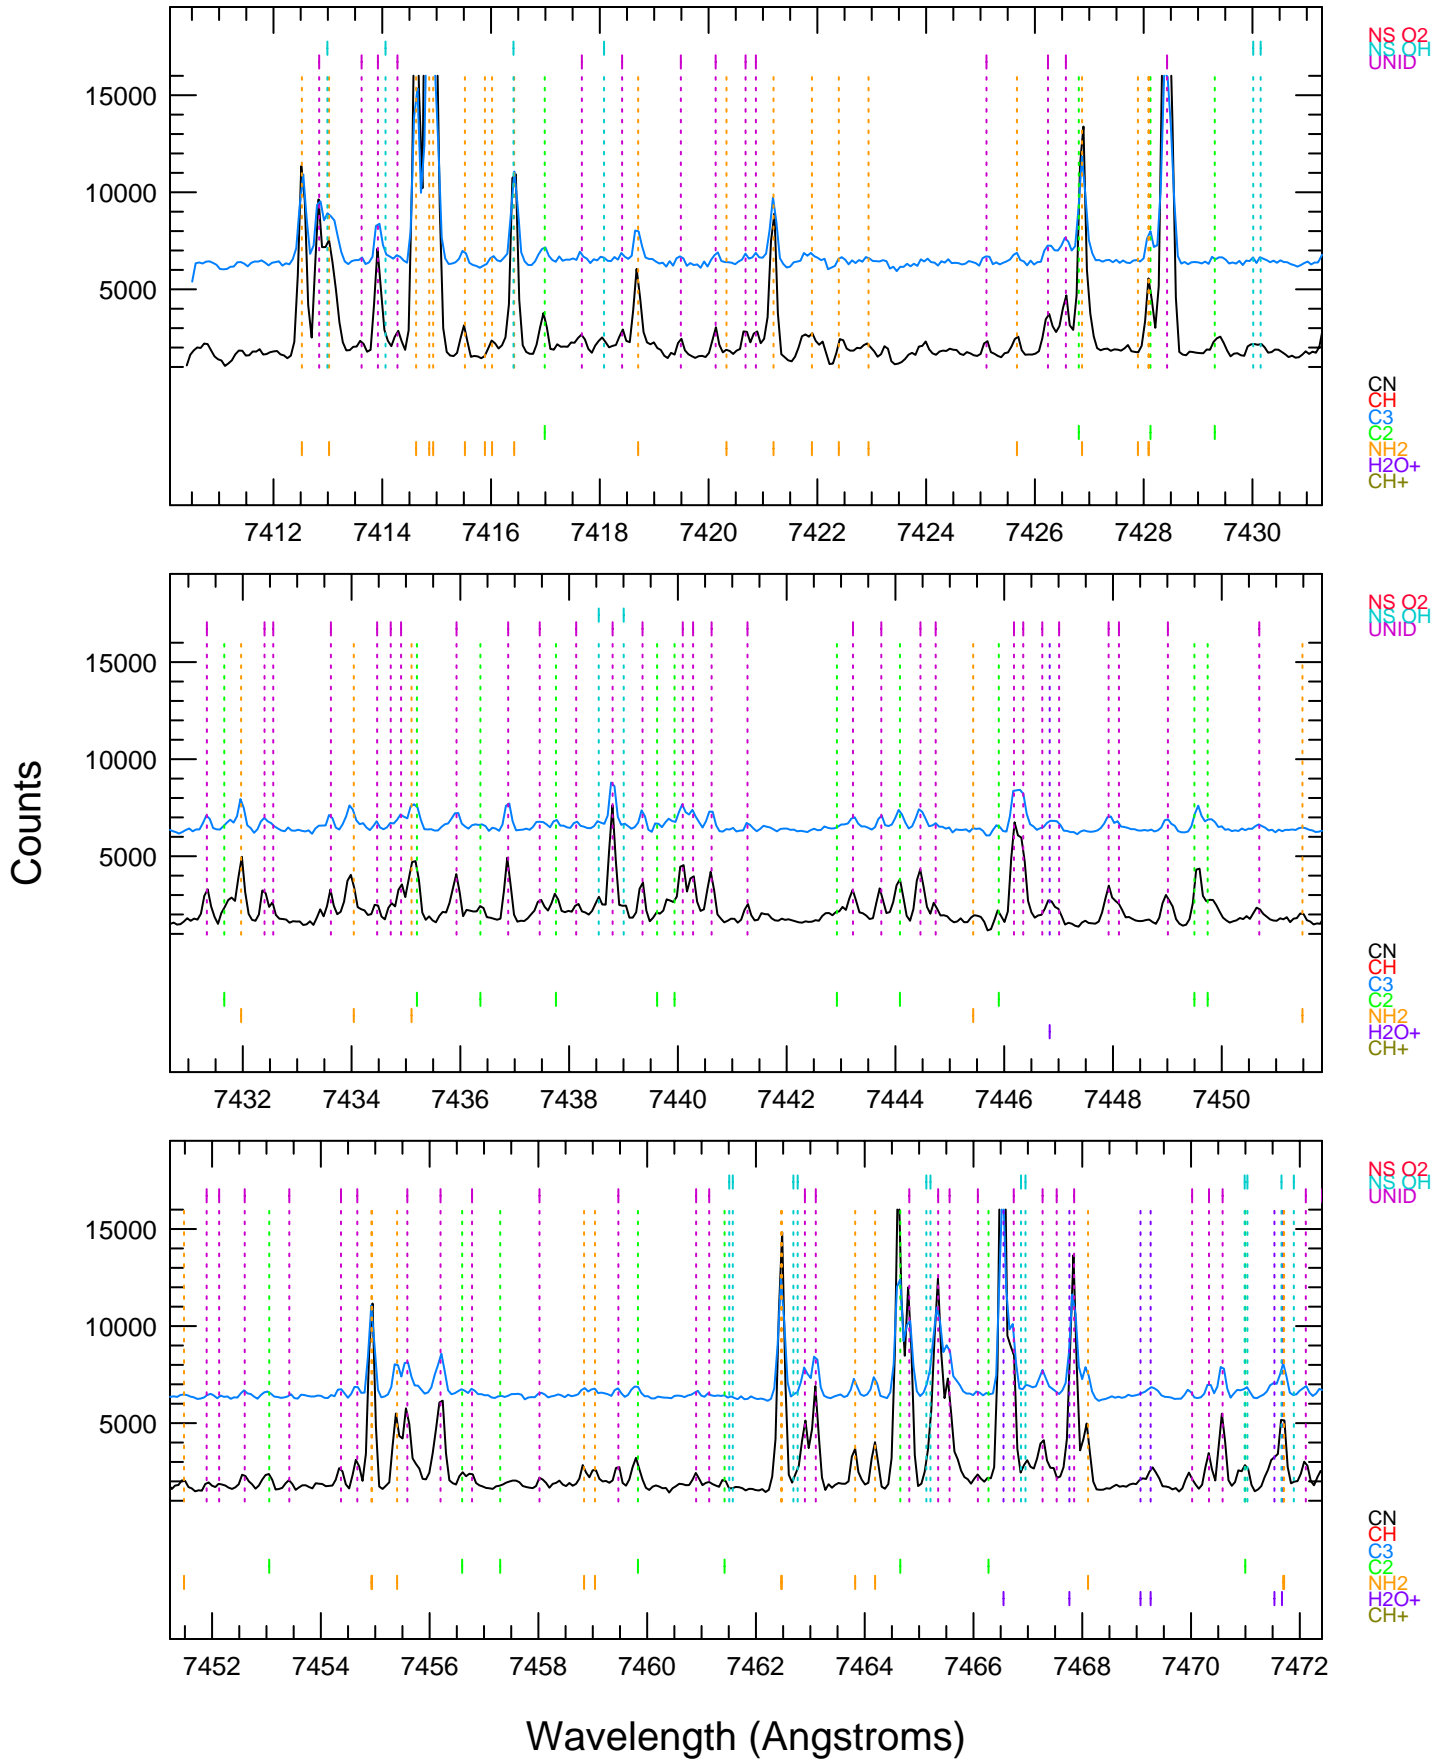 NS O2
NS OH
UNID
15000
10000
5000
CN
CH
C3
C2
NH2
H2O+
CH+
7412 7414 7416 7418 7420 7422 7424 7426 7428 7430
NS O2
NS OH
UNID
15000
10000
5000
CN
CH
C3
C2
NH2
H2O+
CH+
7432 7434 7436 7438 7440 7442 7444 7446 7448 7450
Counts
NS O2
NS OH
UNID
15000
10000
5000
CN
CH
C3
C2
NH2
H2O+
CH+
7452 7454 7456 7458 7460 7462 7464 7466 7468 7470 7472
Wavelength (Angstroms)